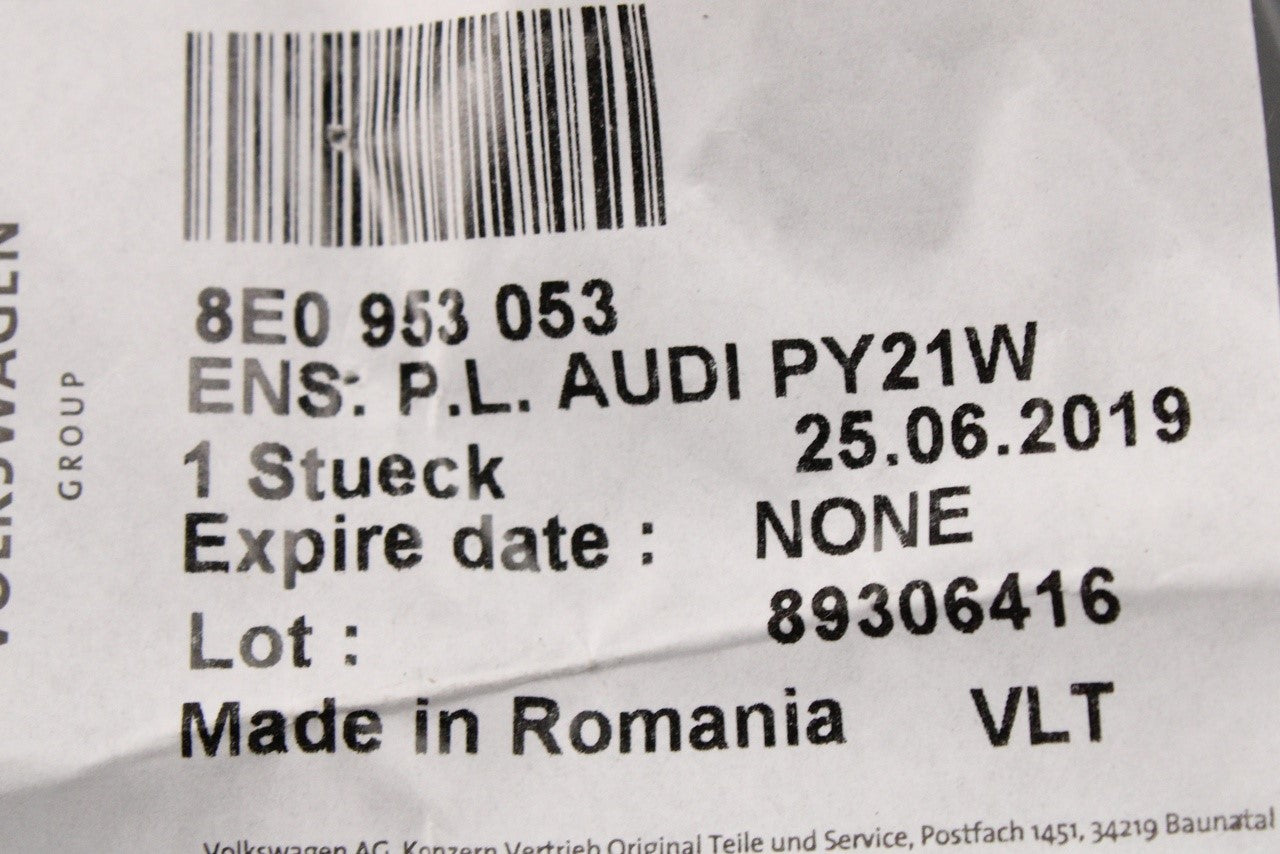 VOLKSWAGEN
GROUP
8E0 953 053
ENS: P.L. AUDI PY21W
25.06.2019
1 Stueck
Expire date : NONE
Lot : 89306416
Made in Romania VLT
Volkswagen AG, Konzern Vertrieb Original Teile und Service, Postfach 1451, 34219 Baunatal